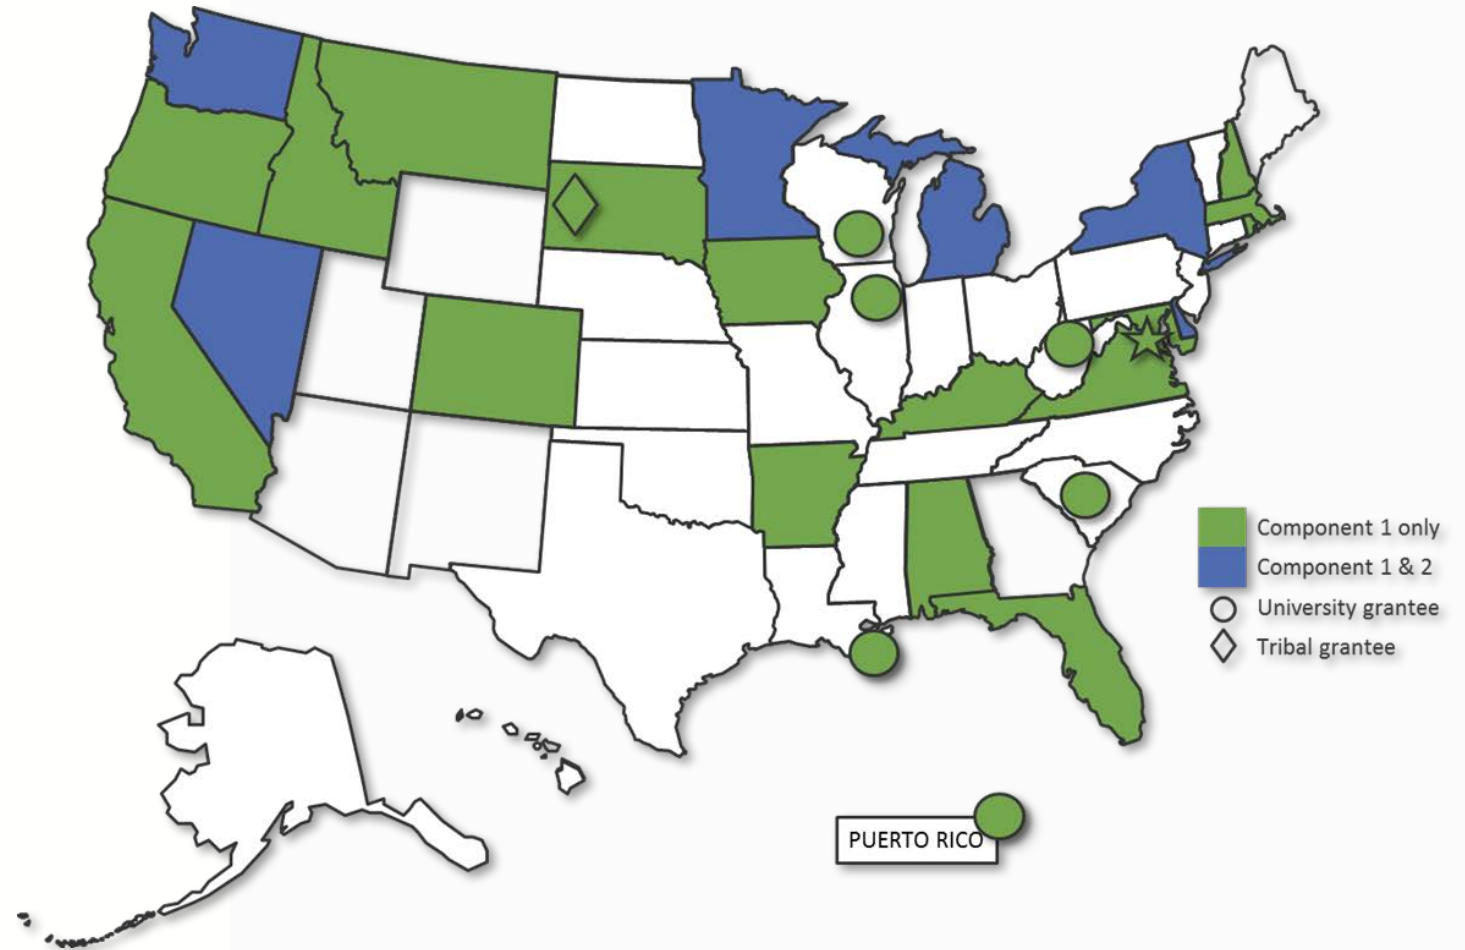 Component 1 only
Component 1 & 2
University grantee
Tribal grantee
PUERTO RICO